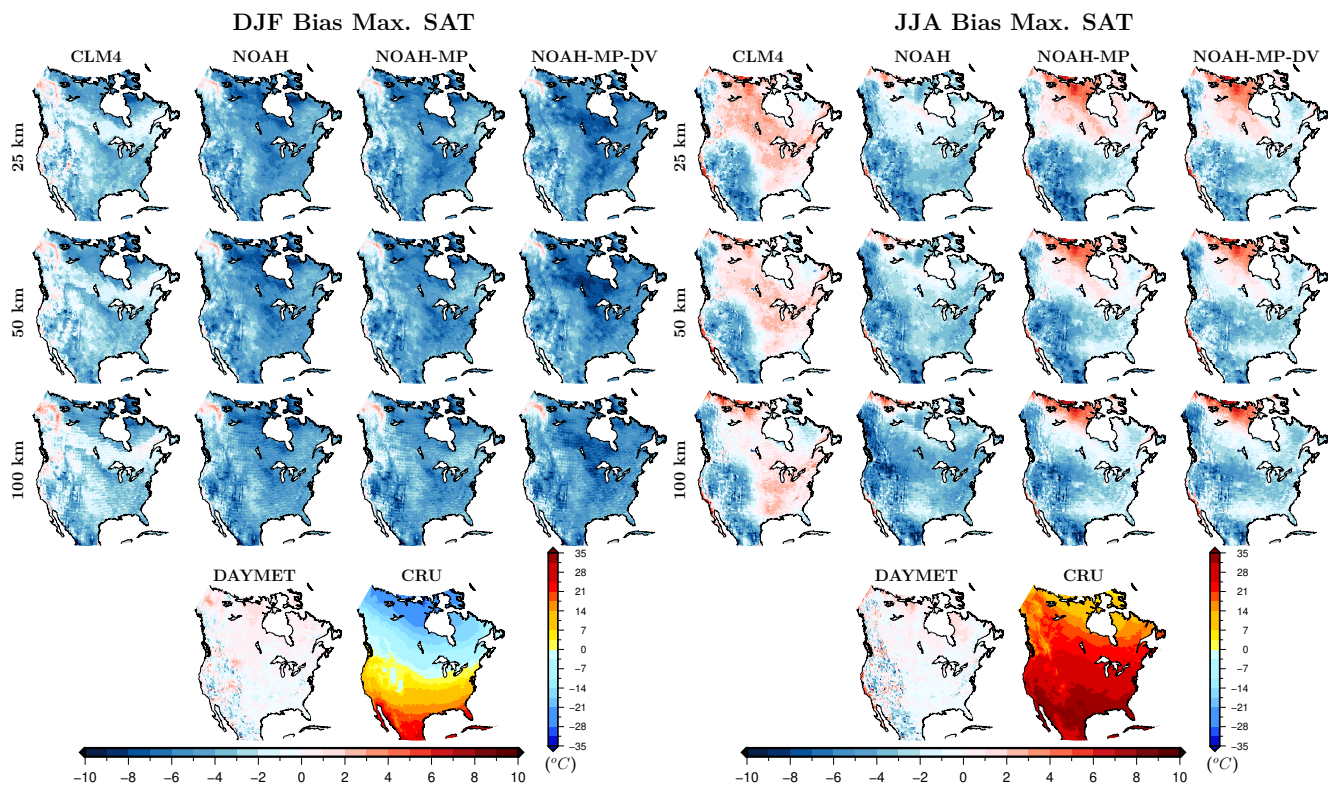 DJF Bias Max. SAT
JJA Bias Max. SAT
CLM4 NOAH NOAH-MP NOAH-MP-DV
CLM4 NOAH NOAH-MP NOAH-MP-DV
25 km
25 km
50 km
50 km
100 km
100 km
DAYMET CRU
DAYMET CRU
35
28
21
14
7
0
−7
−14
−21
−28
−35
(°C)
35
28
21
14
7
0
−7
−14
−21
−28
−35
(°C)
−10 −8 −6 −4 −2 0 2 4 6 8 10
−10 −8 −6 −4 −2 0 2 4 6 8 10